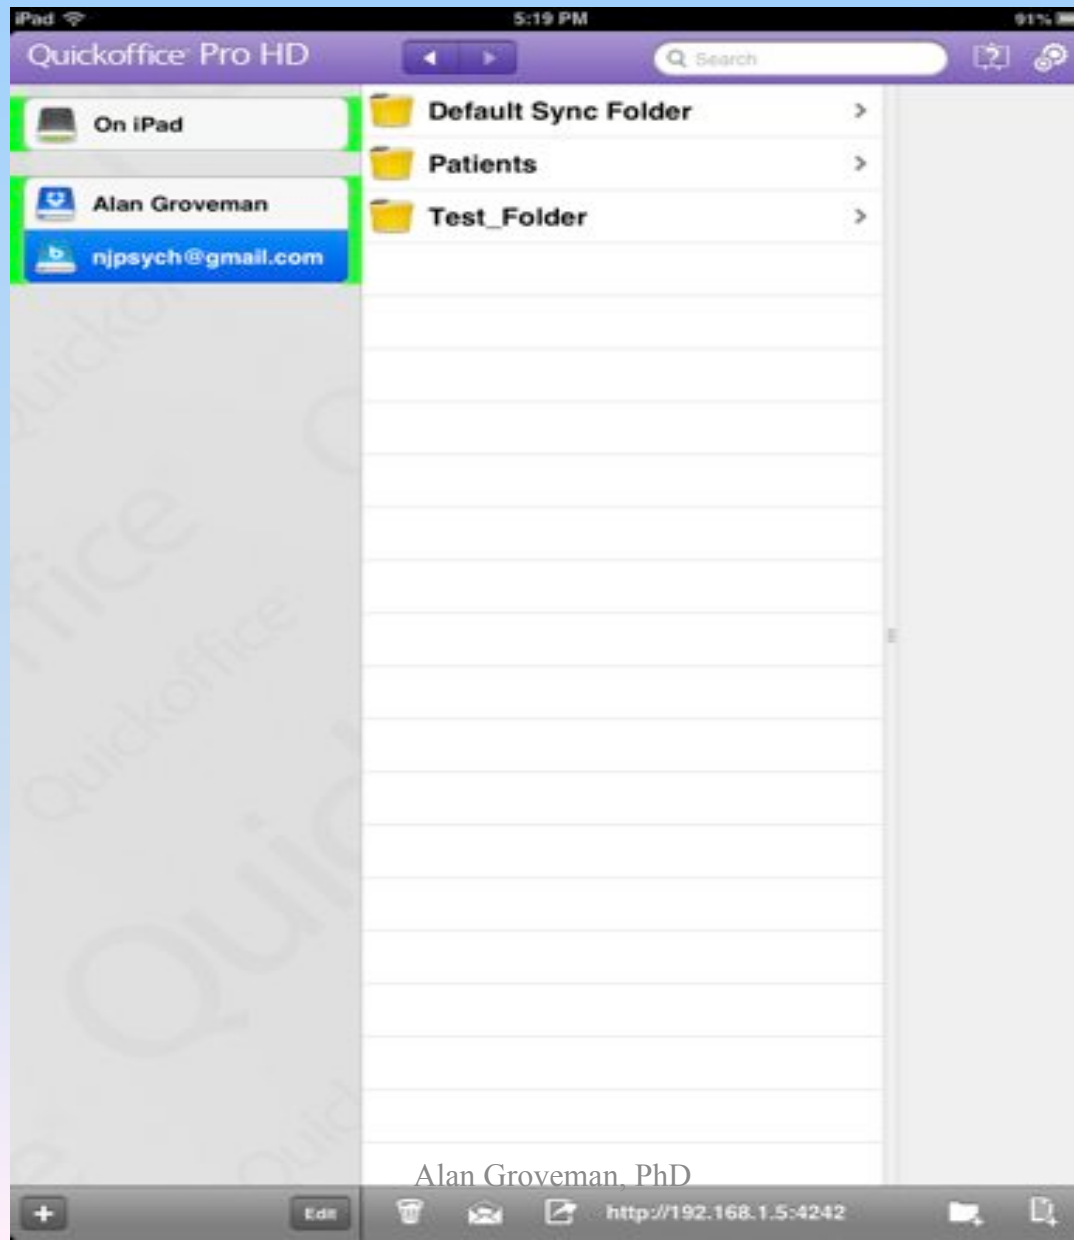 iPad 5:19 PM 91%
Quickoffice Pro HD Search
On iPad
Alan Groveman
njpsych@gmail.com
Default Sync Folder
Patients
Test_Folder
Quickoffice
Alan Groveman, PhD
Edit http://192.168.1.5:4242